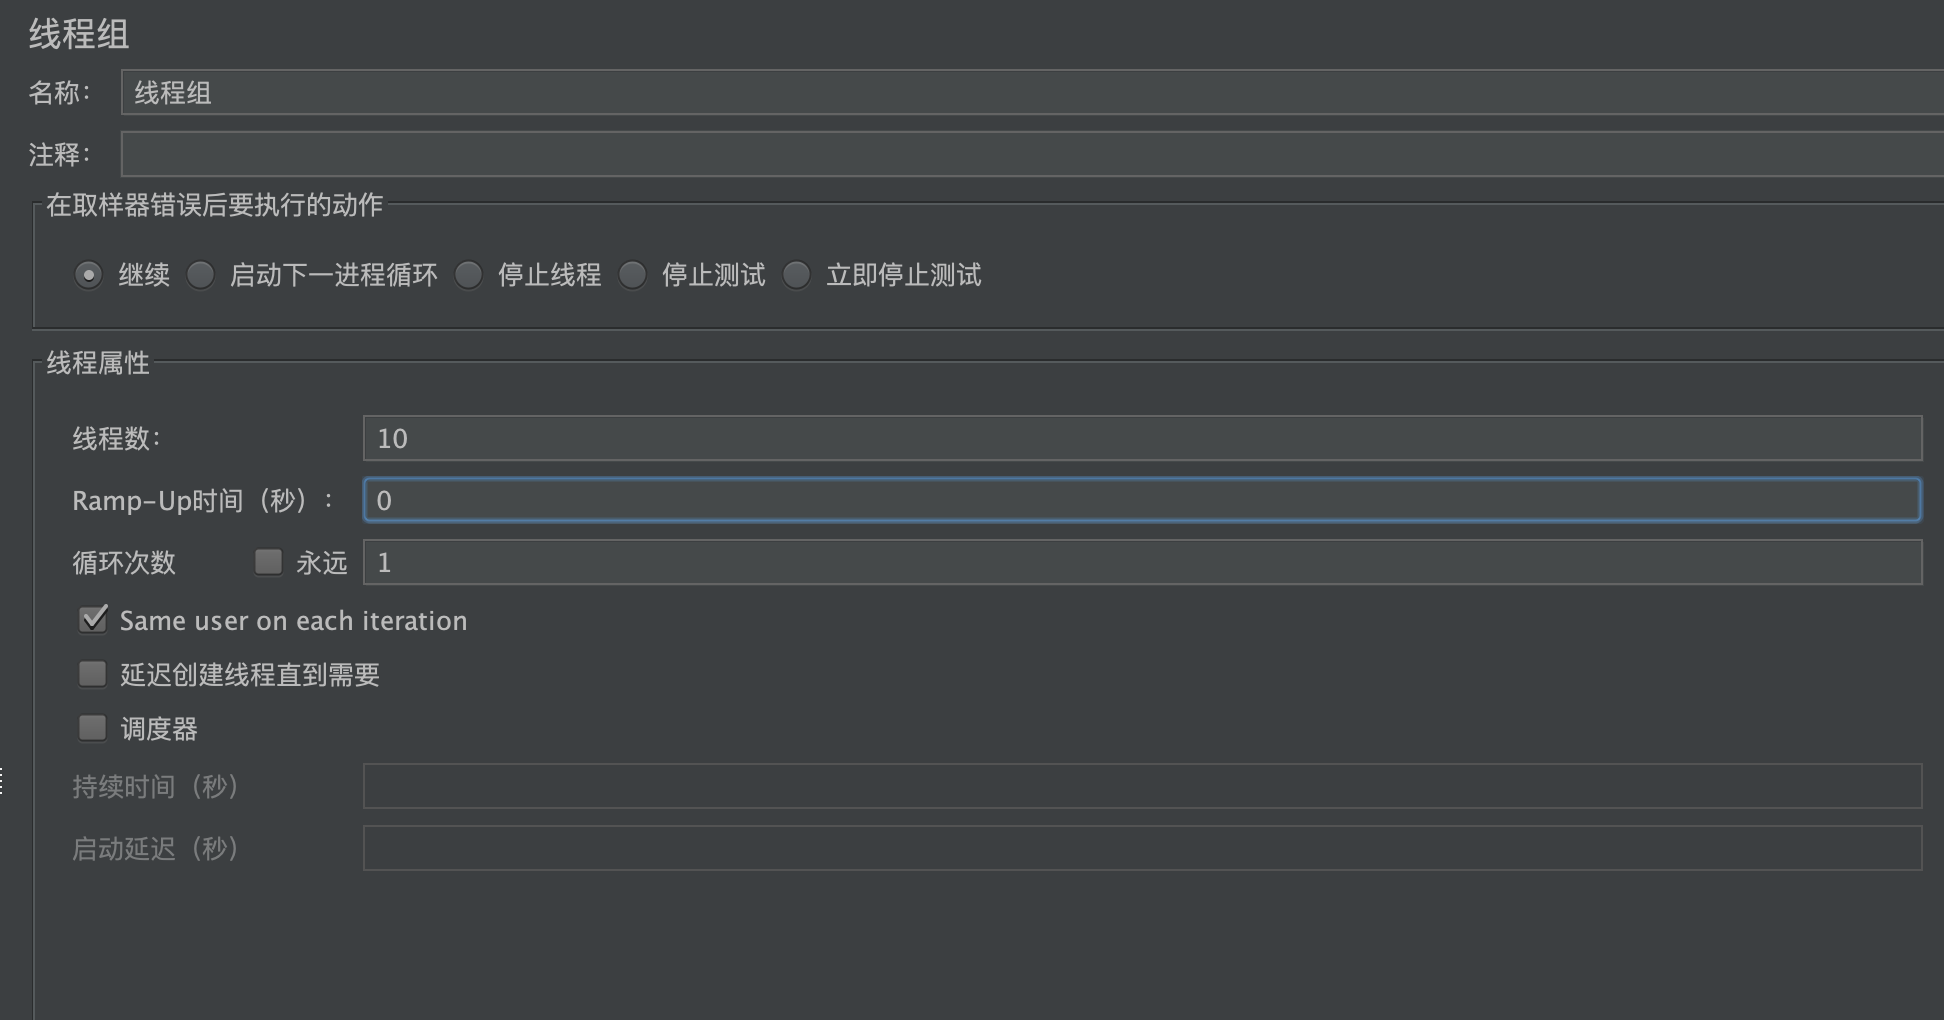 线程组
名称： 线程组
注释：
在取样器错误后要执行的动作
继续 启动下一进程循环 停止线程 停止测试 立即停止测试
线程属性
线程数： 10
Ramp-Up时间（秒）： 0
循环次数 永远 1
Same user on each iteration
延迟创建线程直到需要
调度器
持续时间（秒）
启动延迟（秒）